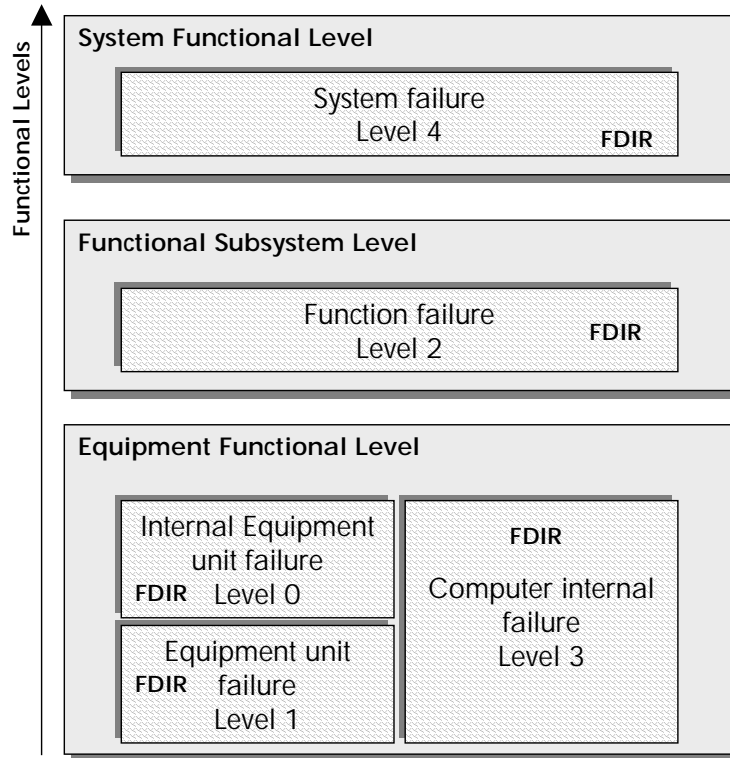 Functional Levels
System Functional Level
System failure
Level 4
FDIR
Functional Subsystem Level
Function failure
Level 2
FDIR
Equipment Functional Level
Internal Equipment
unit failure
FDIR Level 0
Equipment unit
FDIR failure
Level 1
FDIR
Computer internal
failure
Level 3